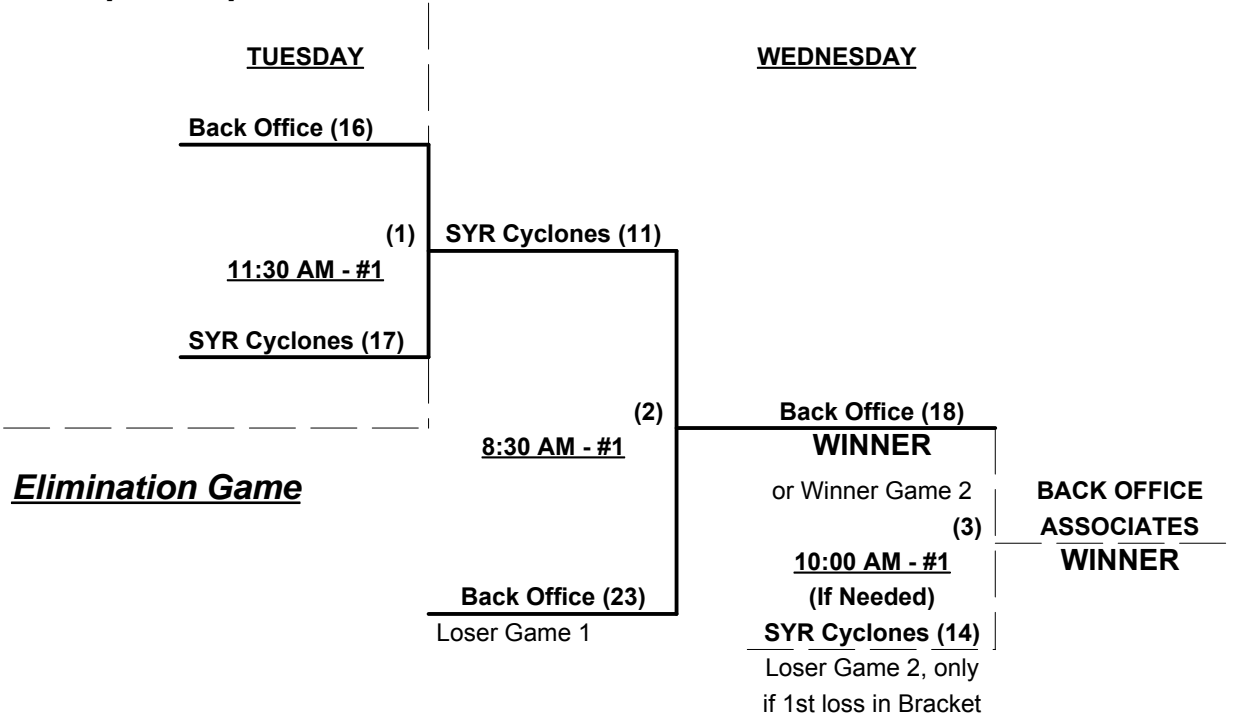 TUESDAY
WEDNESDAY
Back Office (16)
(1)
SYR Cyclones (11)
11:30 AM - #1
SYR Cyclones (17)
(2)
Back Office (18)
8:30 AM - #1
WINNER
Elimination Game
or Winner Game 2
BACK OFFICE
(3)
ASSOCIATES
10:00 AM - #1
WINNER
Back Office (23)
(If Needed)
Loser Game 1
SYR Cyclones (14)
Loser Game 2, only
if 1st loss in Bracket